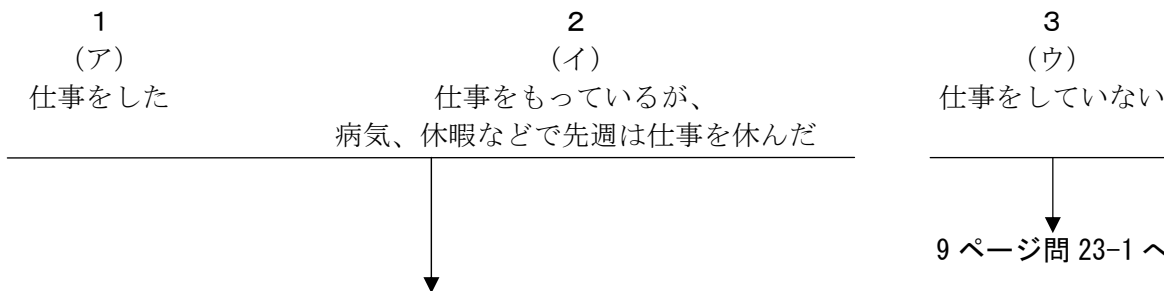 1
(ア)
仕事をした
2
(イ)
仕事をもっているが、
病気、休暇などで先週は仕事を休んだ
3
(ウ)
仕事をしていない
9 ページ問 23-1 へ